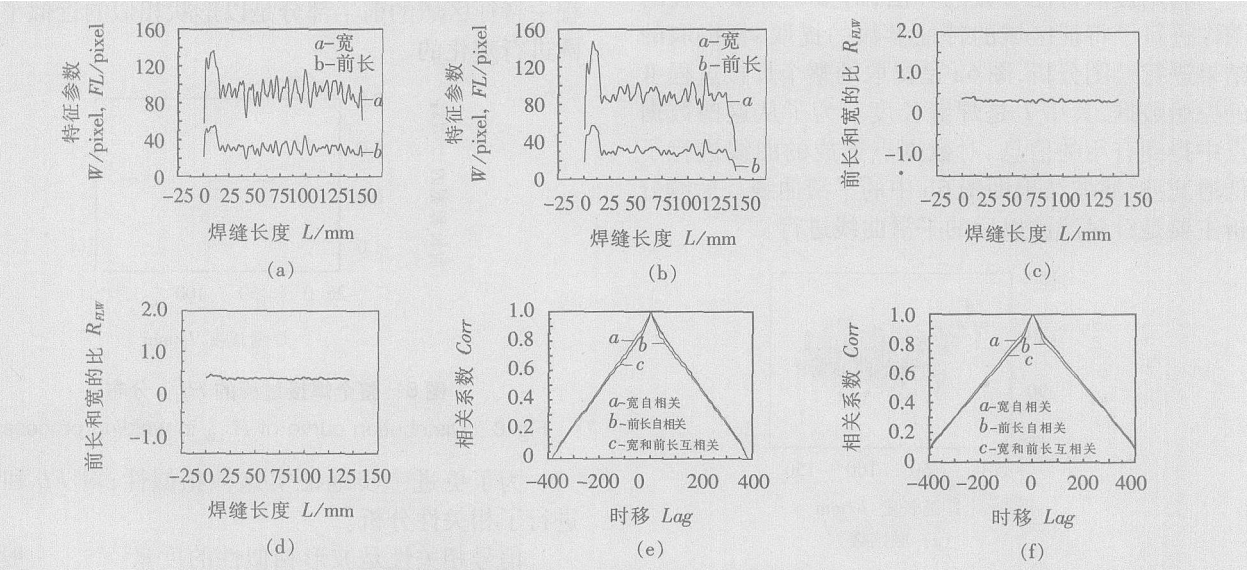 160
120
80
40
0
特征参数
W/pixel, FL/pixel
a-宽
b-前长
a
b
-25 0 25 50 75100 125 150
焊缝长度 L/mm
(a)
160
120
80
40
0
特征参数
W/pixel, FL/pixel
a-宽
b-前长
a
b
-25 0 25 50 75100125 150
焊缝长度 L/mm
(b)
2.0
1.0
0
-1.0
前长和宽的比 R_FLW
-25 0 25 50 75 100 150
焊缝长度 L/mm
(c)
2.0
1.0
0
-1.0
前长和宽的比 R_FLW
-25 0 25 50 75 100 125 150
焊缝长度 L/mm
(d)
1.0
0.8
0.6
0.4
0.2
0
相关系数 Corr
a
b
c
a-宽自相关
b-前长自相关
c-宽和前长互相关
-400 -200 0 200 400
时移 Lag
(e)
1.0
0.8
0.6
0.4
0.2
0
相关系数 Corr
a
b
c
a-宽自相关
b-前长自相关
c-宽和前长互相关
-400 -200 0 200 400
时移 Lag
(f)